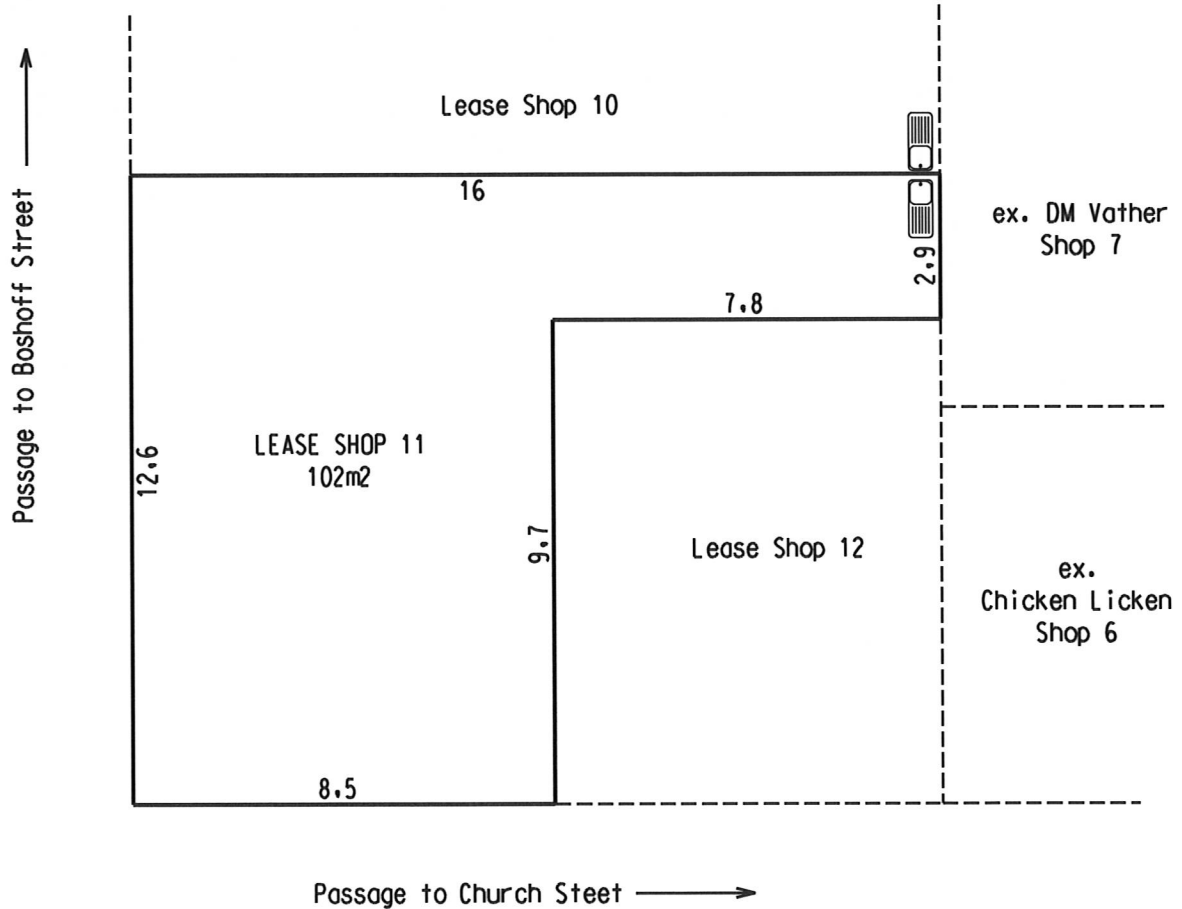 Lease Shop 10
Passage to Boshoff Street
16
ex. DM Vather
Shop 7
2.9
7.8
LEASE SHOP 11
102m2
12.6
9.7
Lease Shop 12
ex.
Chicken Licken
Shop 6
8.5
Passage to Church Steet